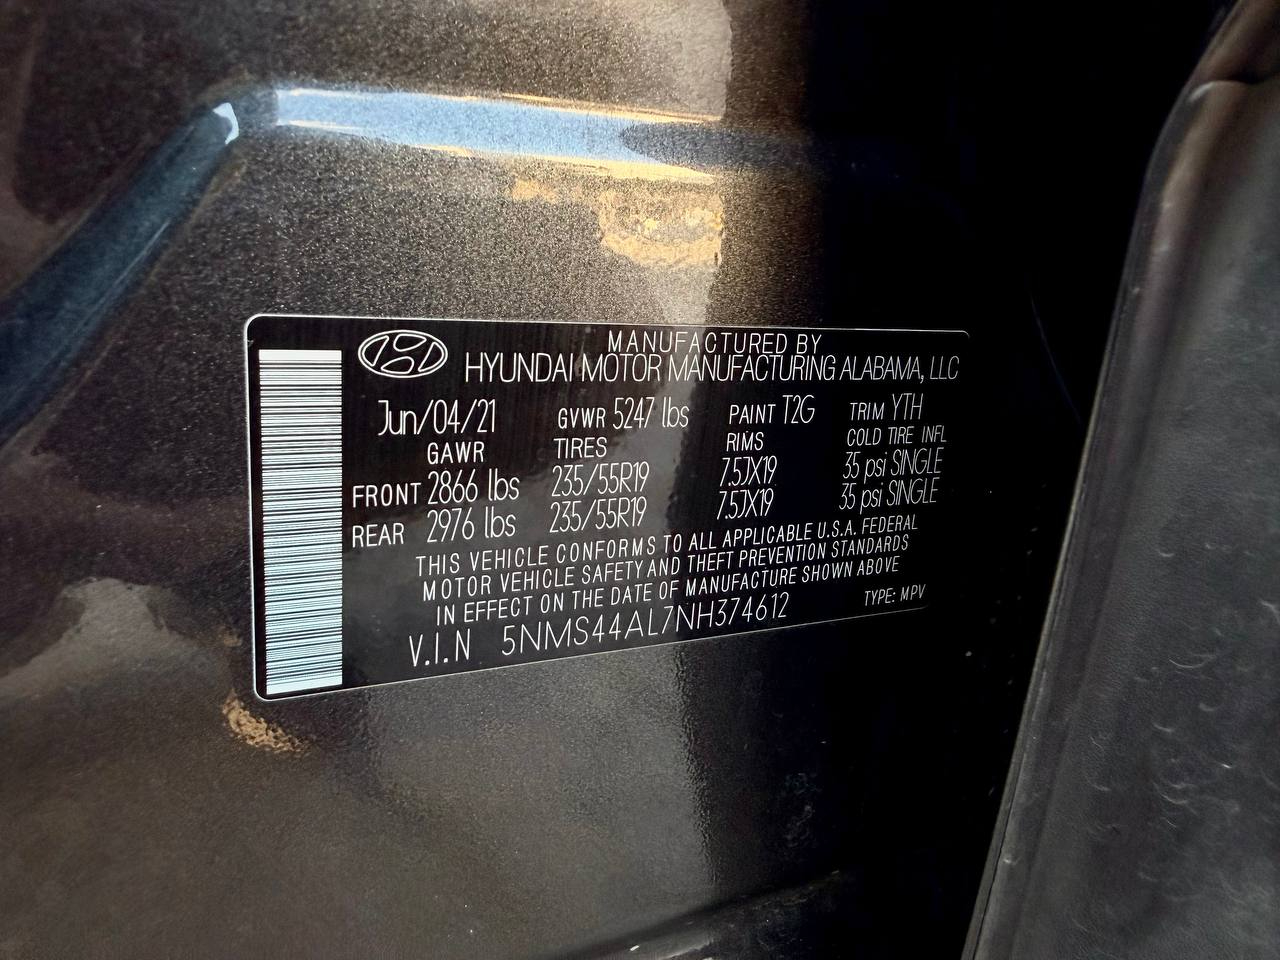 MANUFACTURED BY
HYUNDAI MOTOR MANUFACTURING ALABAMA, LLC
Jun/04/21 GVWR 5247 lbs PAINT T2G TRIM YTH
GAWR TIRES RIMS COLD TIRE INFL
FRONT 2866 lbs 235/55R19 7.5JX19 35 psi SINGLE
REAR 2976 lbs 235/55R19 7.5JX19 35 psi SINGLE
THIS VEHICLE CONFORMS TO ALL APPLICABLE U.S.A. FEDERAL
MOTOR VEHICLE SAFETY AND THEFT PREVENTION STANDARDS
IN EFFECT ON THE DATE OF MANUFACTURE SHOWN ABOVE
V.I.N 5NMS44AL7NH374612 TYPE: MPV